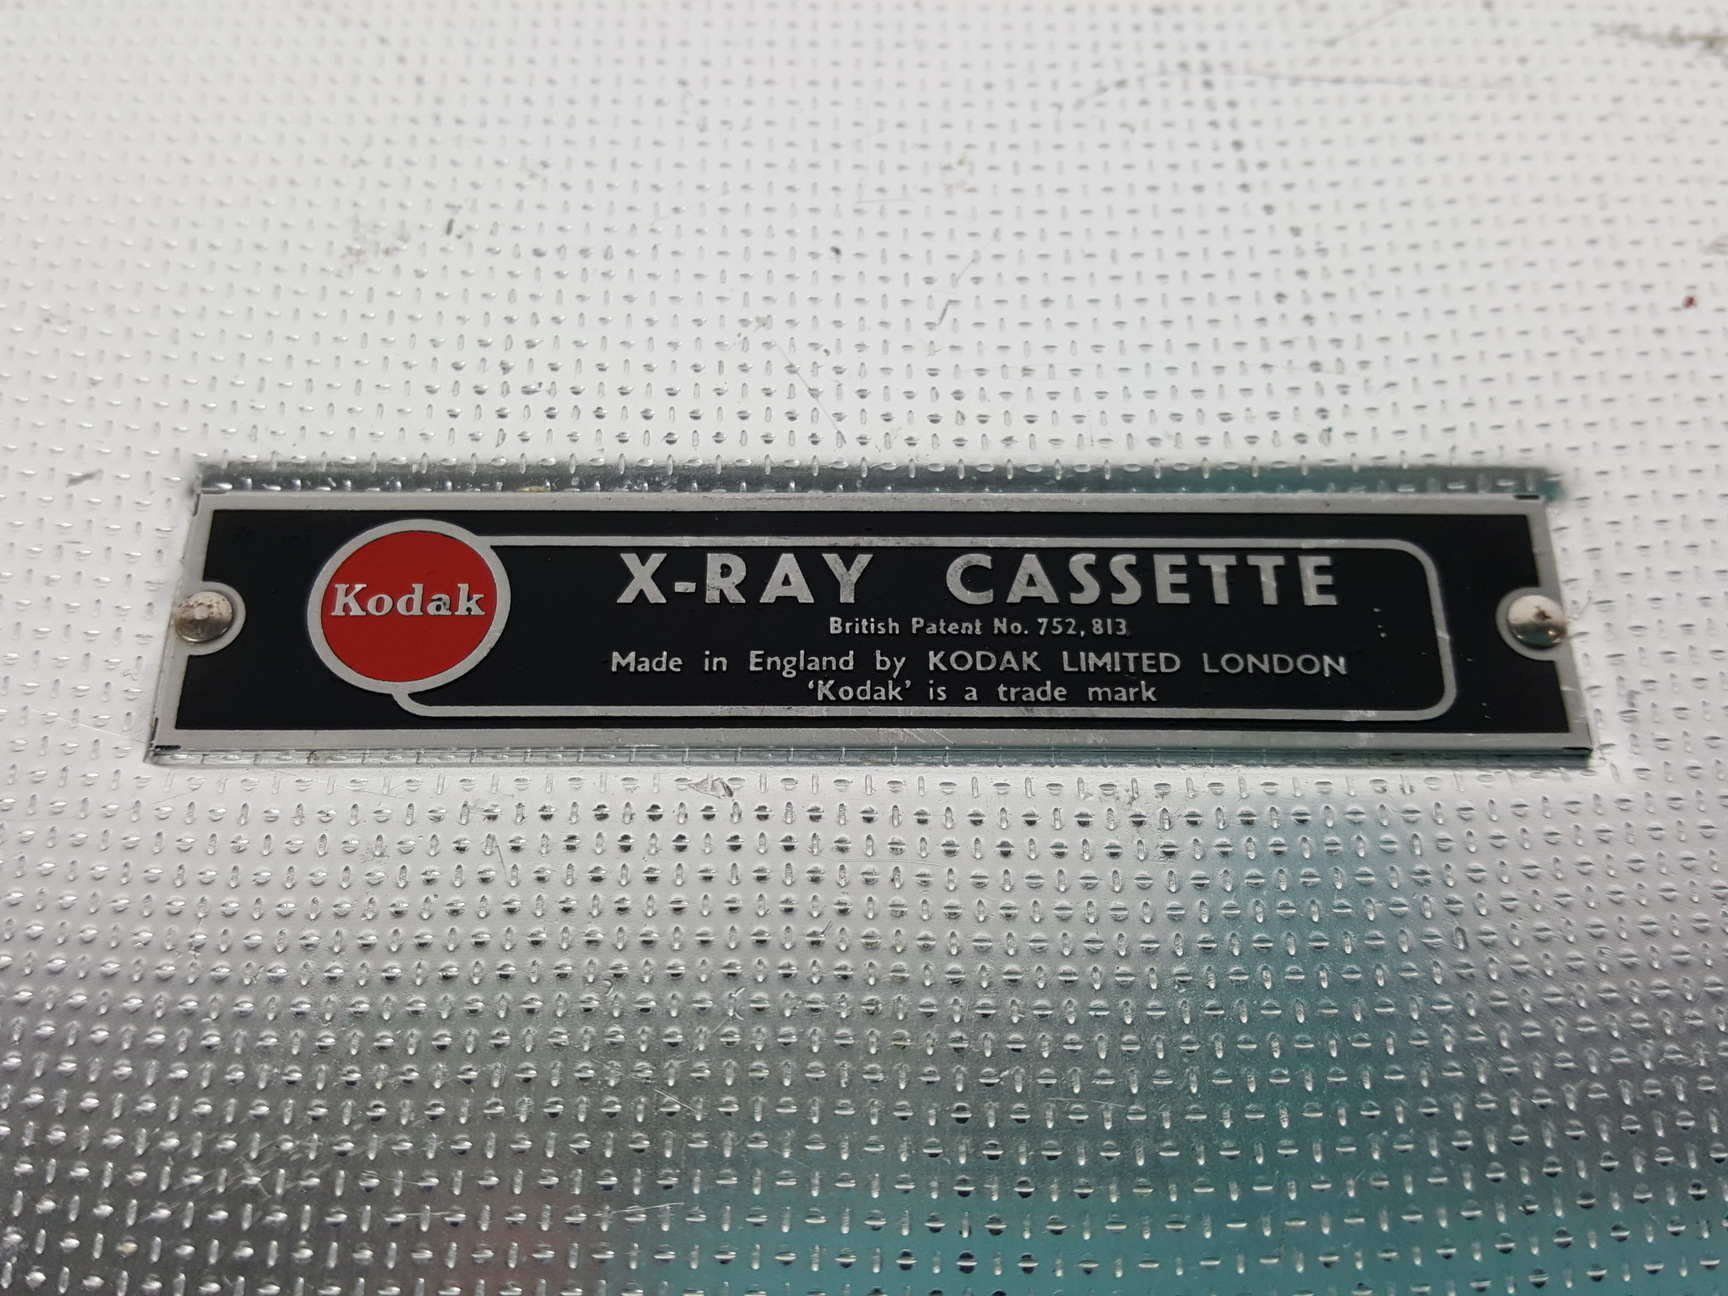 Kodak
X-RAY CASSETTE
British Patent No. 752,813
Made in England by KODAK LIMITED LONDON
‘Kodak’ is a trade mark